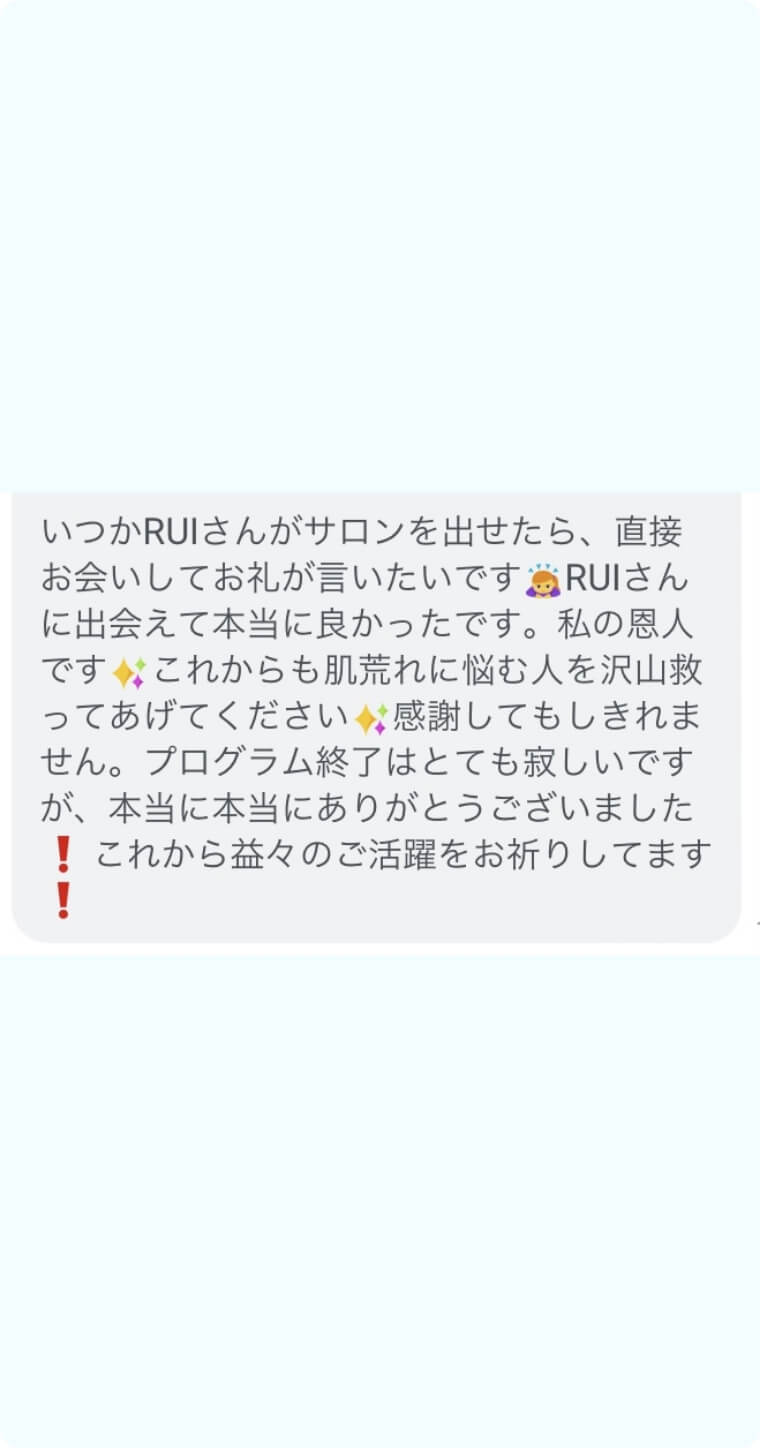 いつかRUIさんがサロンを出せたら、直接
お会いしてお礼が言いたいです🙇‍♀️RUIさん
に出会えて本当に良かったです。私の恩人
です✨これからも肌荒れに悩む人を沢山救
ってあげてください✨感謝してもしきれま
せん。プログラム終了はとても寂しいです
が、本当に本当にありがとうございました
❗️これから益々のご活躍をお祈りしてます
❗️